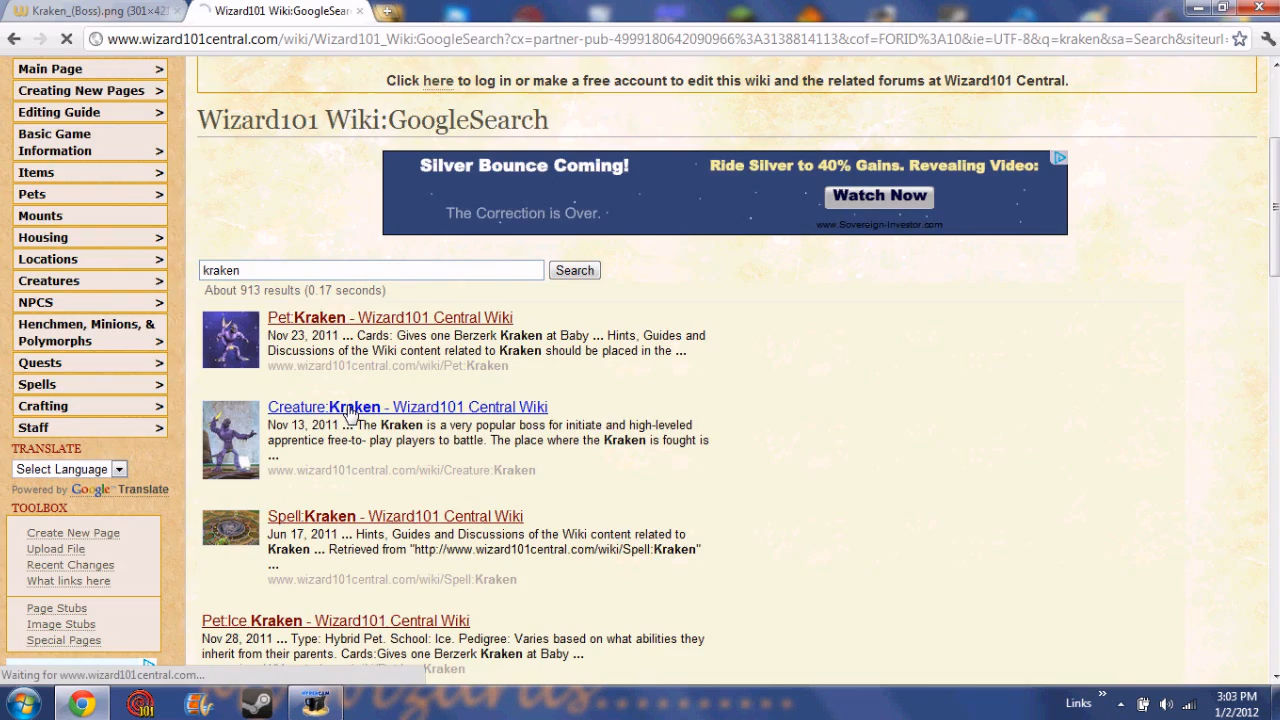 Kraken_(Boss).png (301×421
Wizard101 Wiki:GoogleSear
www.wizard101central.com/wiki/Wizard101_Wiki:GoogleSearch?cx=partner-pub-4999180642090966%3A3138814113&cof=FORID%3A10&ie=UTF-8&q=kraken&sa=Search&siteurl=
Click here to log in or make a free account to edit this wiki and the related forums at Wizard101 Central.
Main Page >
Creating New Pages >
Editing Guide >
Basic Game
Information >
Items >
Pets >
Mounts
Housing >
Locations >
Creatures >
NPCS >
Henchmen, Minions, &
Polymorphs >
Quests >
Spells >
Crafting >
Staff >
TRANSLATE
Select Language
Powered by Google Translate
TOOLBOX
Create New Page
Upload File
Recent Changes
What links here
Page Stubs
Image Stubs
Special Pages
Wizard101 Wiki:GoogleSearch
Silver Bounce Coming!
The Correction is Over.
Ride Silver to 40% Gains. Revealing Video:
Watch Now
www.Sovereign-Investor.com
kraken
Search
About 913 results (0.17 seconds)
Pet:Kraken - Wizard101 Central Wiki
Nov 23, 2011 ... Cards: Gives one Berzerk Kraken at Baby ... Hints, Guides and
Discussions of the Wiki content related to Kraken should be placed in the ...
www.wizard101central.com/wiki/Pet:Kraken
Creature:Kraken - Wizard101 Central Wiki
Nov 13, 2011 ... The Kraken is a very popular boss for initiate and high-leveled
apprentice free-to- play players to battle. The place where the Kraken is fought is
...
www.wizard101central.com/wiki/Creature:Kraken
Spell:Kraken - Wizard101 Central Wiki
Jun 17, 2011 ... Hints, Guides and Discussions of the Wiki content related to
Kraken ... Retrieved from "http://www.wizard101central.com/wiki/Spell:Kraken"
...
www.wizard101central.com/wiki/Spell:Kraken
Pet:Ice Kraken - Wizard101 Central Wiki
Nov 28, 2011 ... Type: Hybrid Pet. School: Ice. Pedigree: Varies based on what abilities they
inherit from their parents. Cards:Gives one Berzerk Kraken at Baby ...
Kraken
Waiting for www.wizard101central.com...
101
HYPERCAM
Links
3:03 PM
1/2/2012